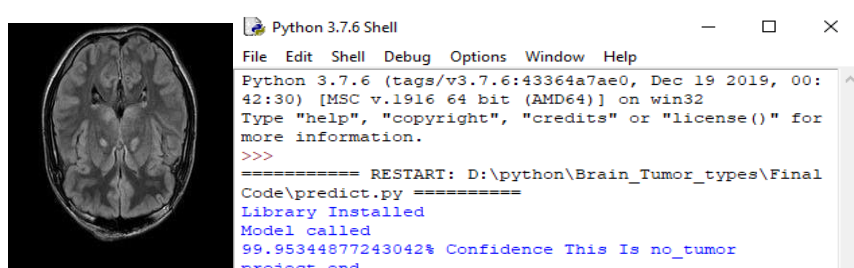 Python 3.7.6 Shell
File Edit Shell Debug Options Window Help
Python 3.7.6 (tags/v3.7.6:43364a7ae0, Dec 19 2019, 00:
42:30) [MSC v.1916 64 bit (AMD64)] on win32
Type "help", "copyright", "credits" or "license()" for
more information.
>>>
=========== RESTART: D:\python\Brain_Tumor_types\Final
Code\predict.py ==========
Library Installed
Model called
99.95344877243042% Confidence This Is no_tumor
project end